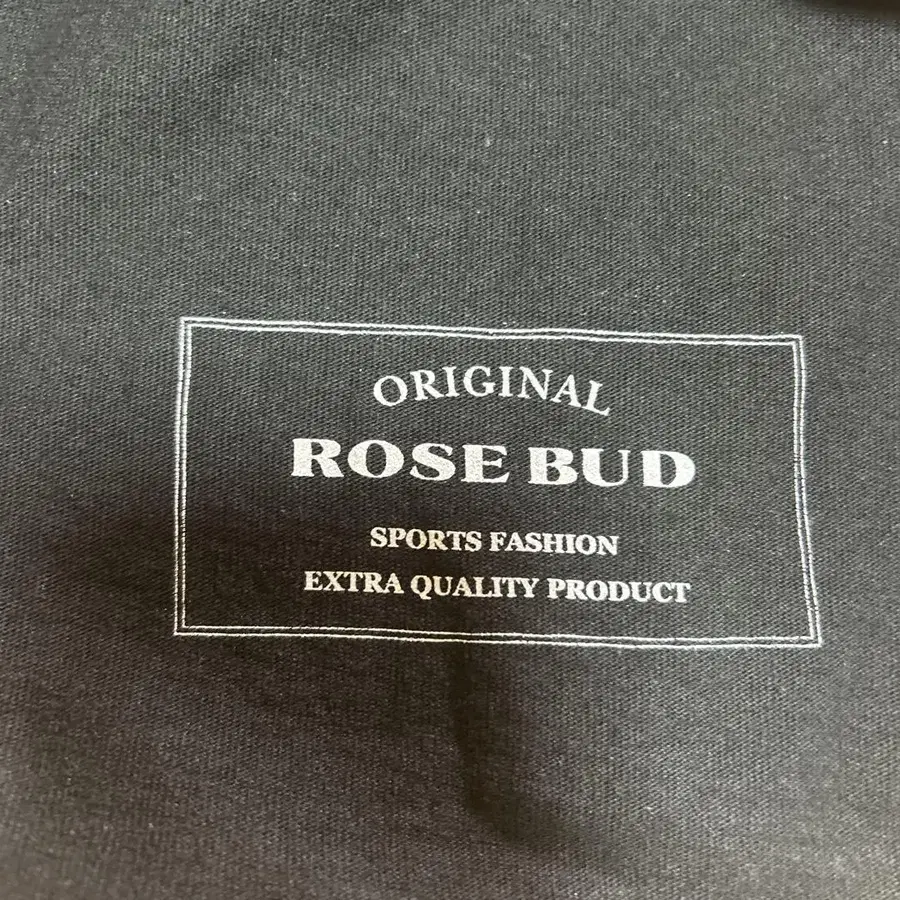 ORIGINAL
ROSE BUD
SPORTS FASHION
EXTRA QUALITY PRODUCT